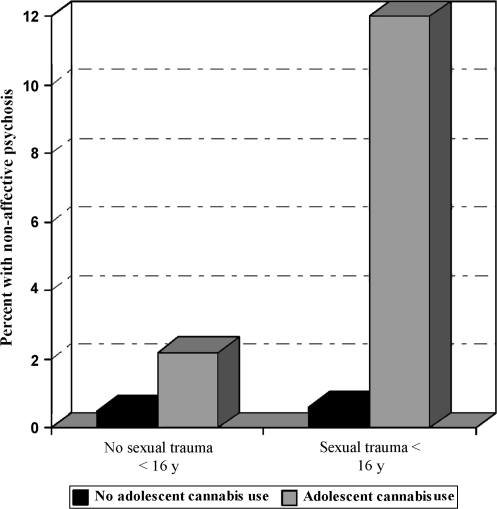 Percent with non-affective psychosis
12
10
8
6
4
2
0
No sexual trauma
< 16 y
Sexual trauma <
16 y
No adolescent cannabis use
Adolescent cannabis use